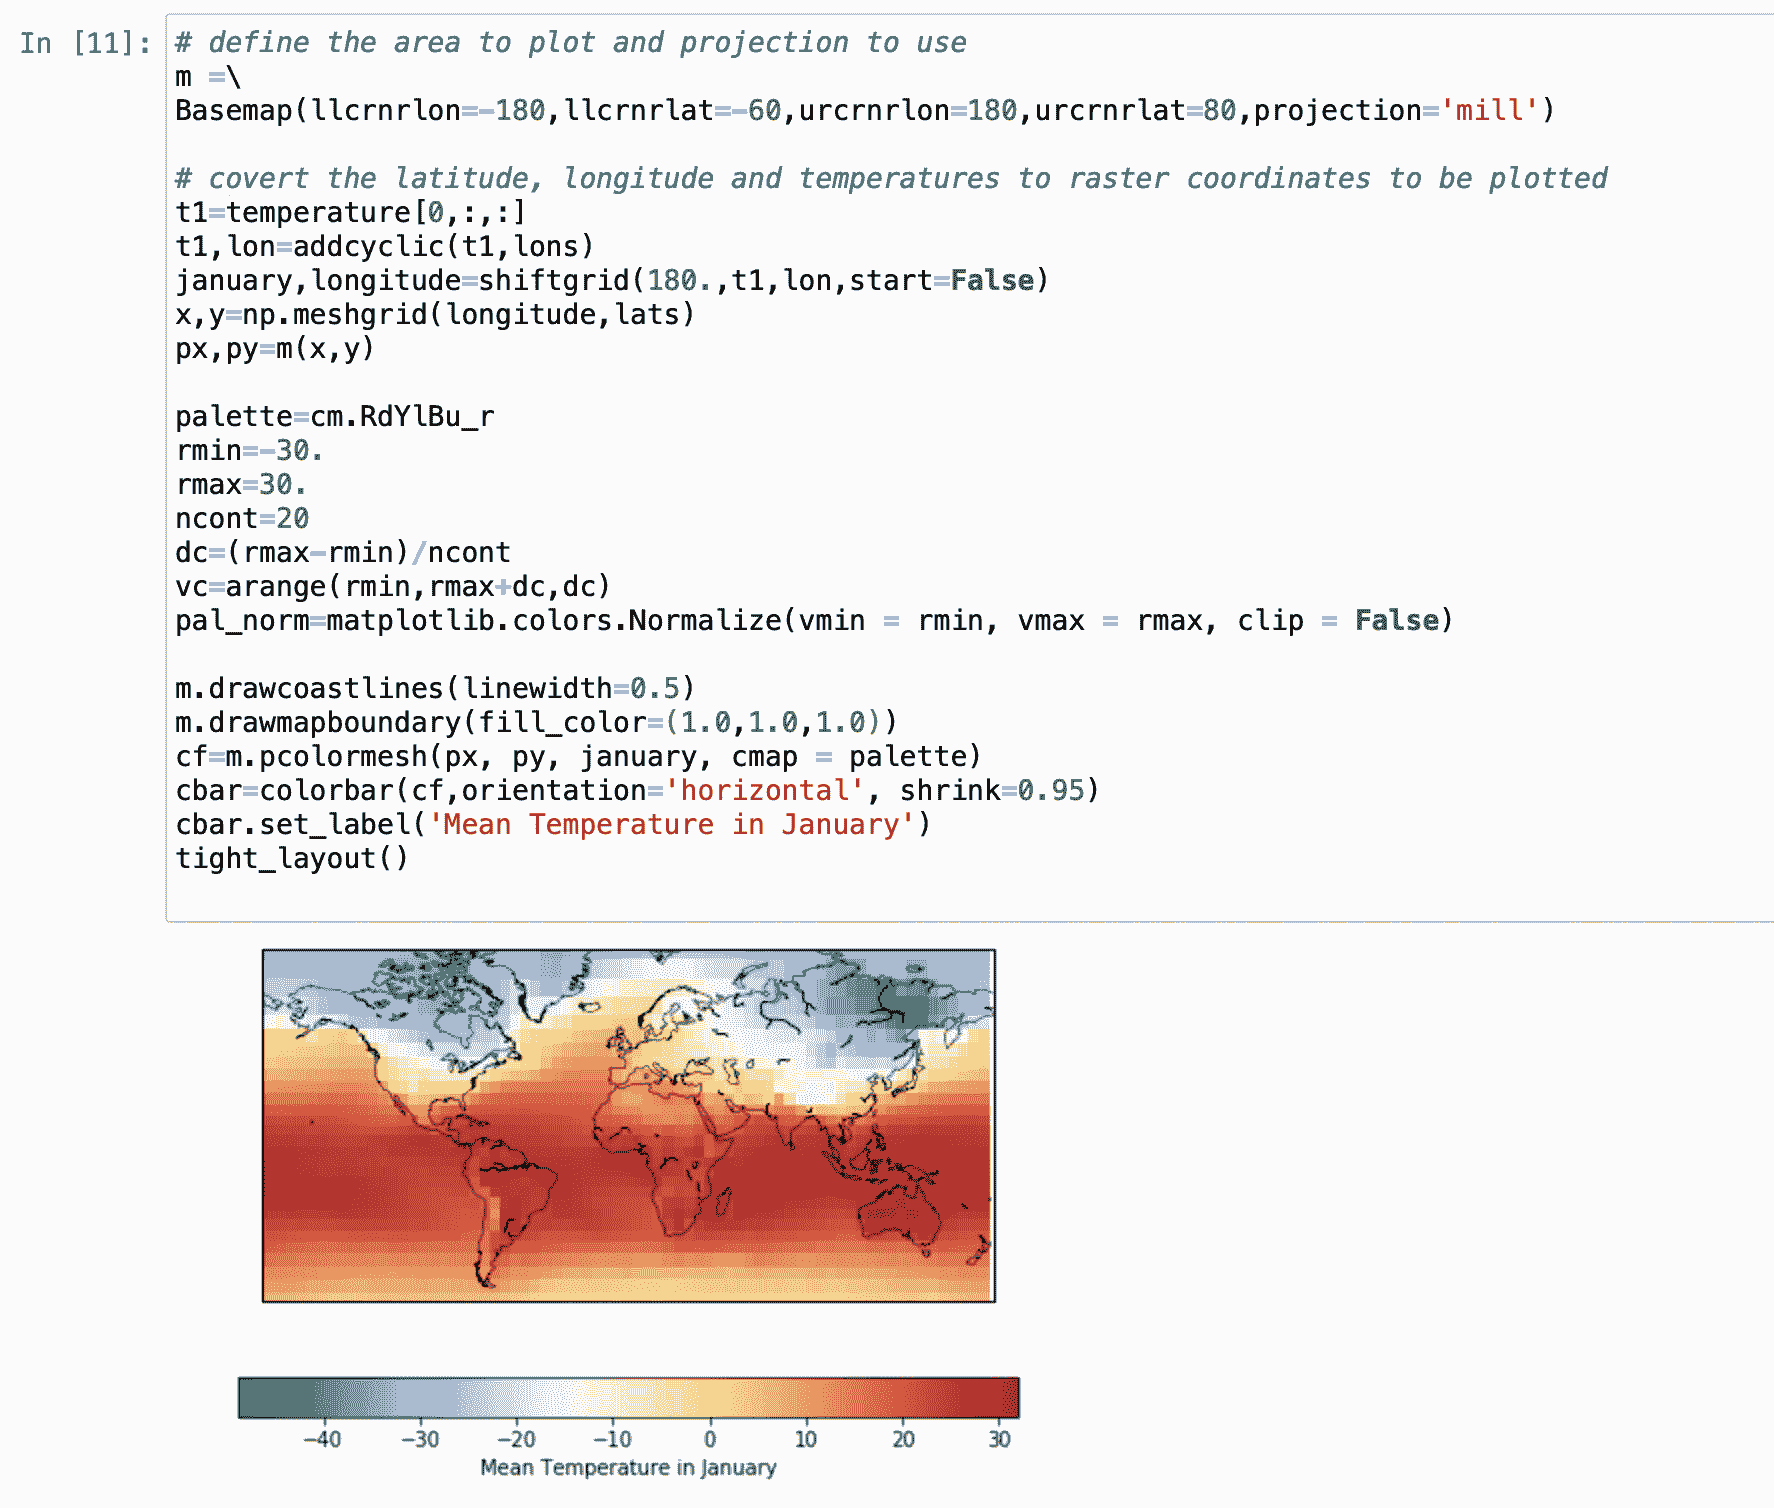 In [11]:
# define the area to plot and projection to use
m =\
Basemap(llcrnrlon=-180,llcrnrlat=-60,urcrnrlon=180,urcrnrlat=80,projection='mill')
# covert the latitude, longitude and temperatures to raster coordinates to be plotted
t1=temperature[0,:,:]
t1,lon=addcyclic(t1,lons)
january,longitude=shiftgrid(180.,t1,lon,start=False)
x,y=np.meshgrid(longitude,lats)
px,py=m(x,y)
palette=cm.RdYlBu_r
rmin=-30.
rmax=30.
ncont=20
dc=(rmax-rmin)/ncont
vc=arange(rmin,rmax+dc,dc)
pal_norm=matplotlib.colors.Normalize(vmin = rmin, vmax = rmax, clip = False)
m.drawcoastlines(linewidth=0.5)
m.drawmapboundary(fill_color=(1.0,1.0,1.0))
cf=m.pcolormesh(px, py, january, cmap = palette)
cbar=colorbar(cf,orientation='horizontal', shrink=0.95)
cbar.set_label('Mean Temperature in January')
tight_layout()
−40 −30 −20 −10 0 10 20 30
Mean Temperature in January